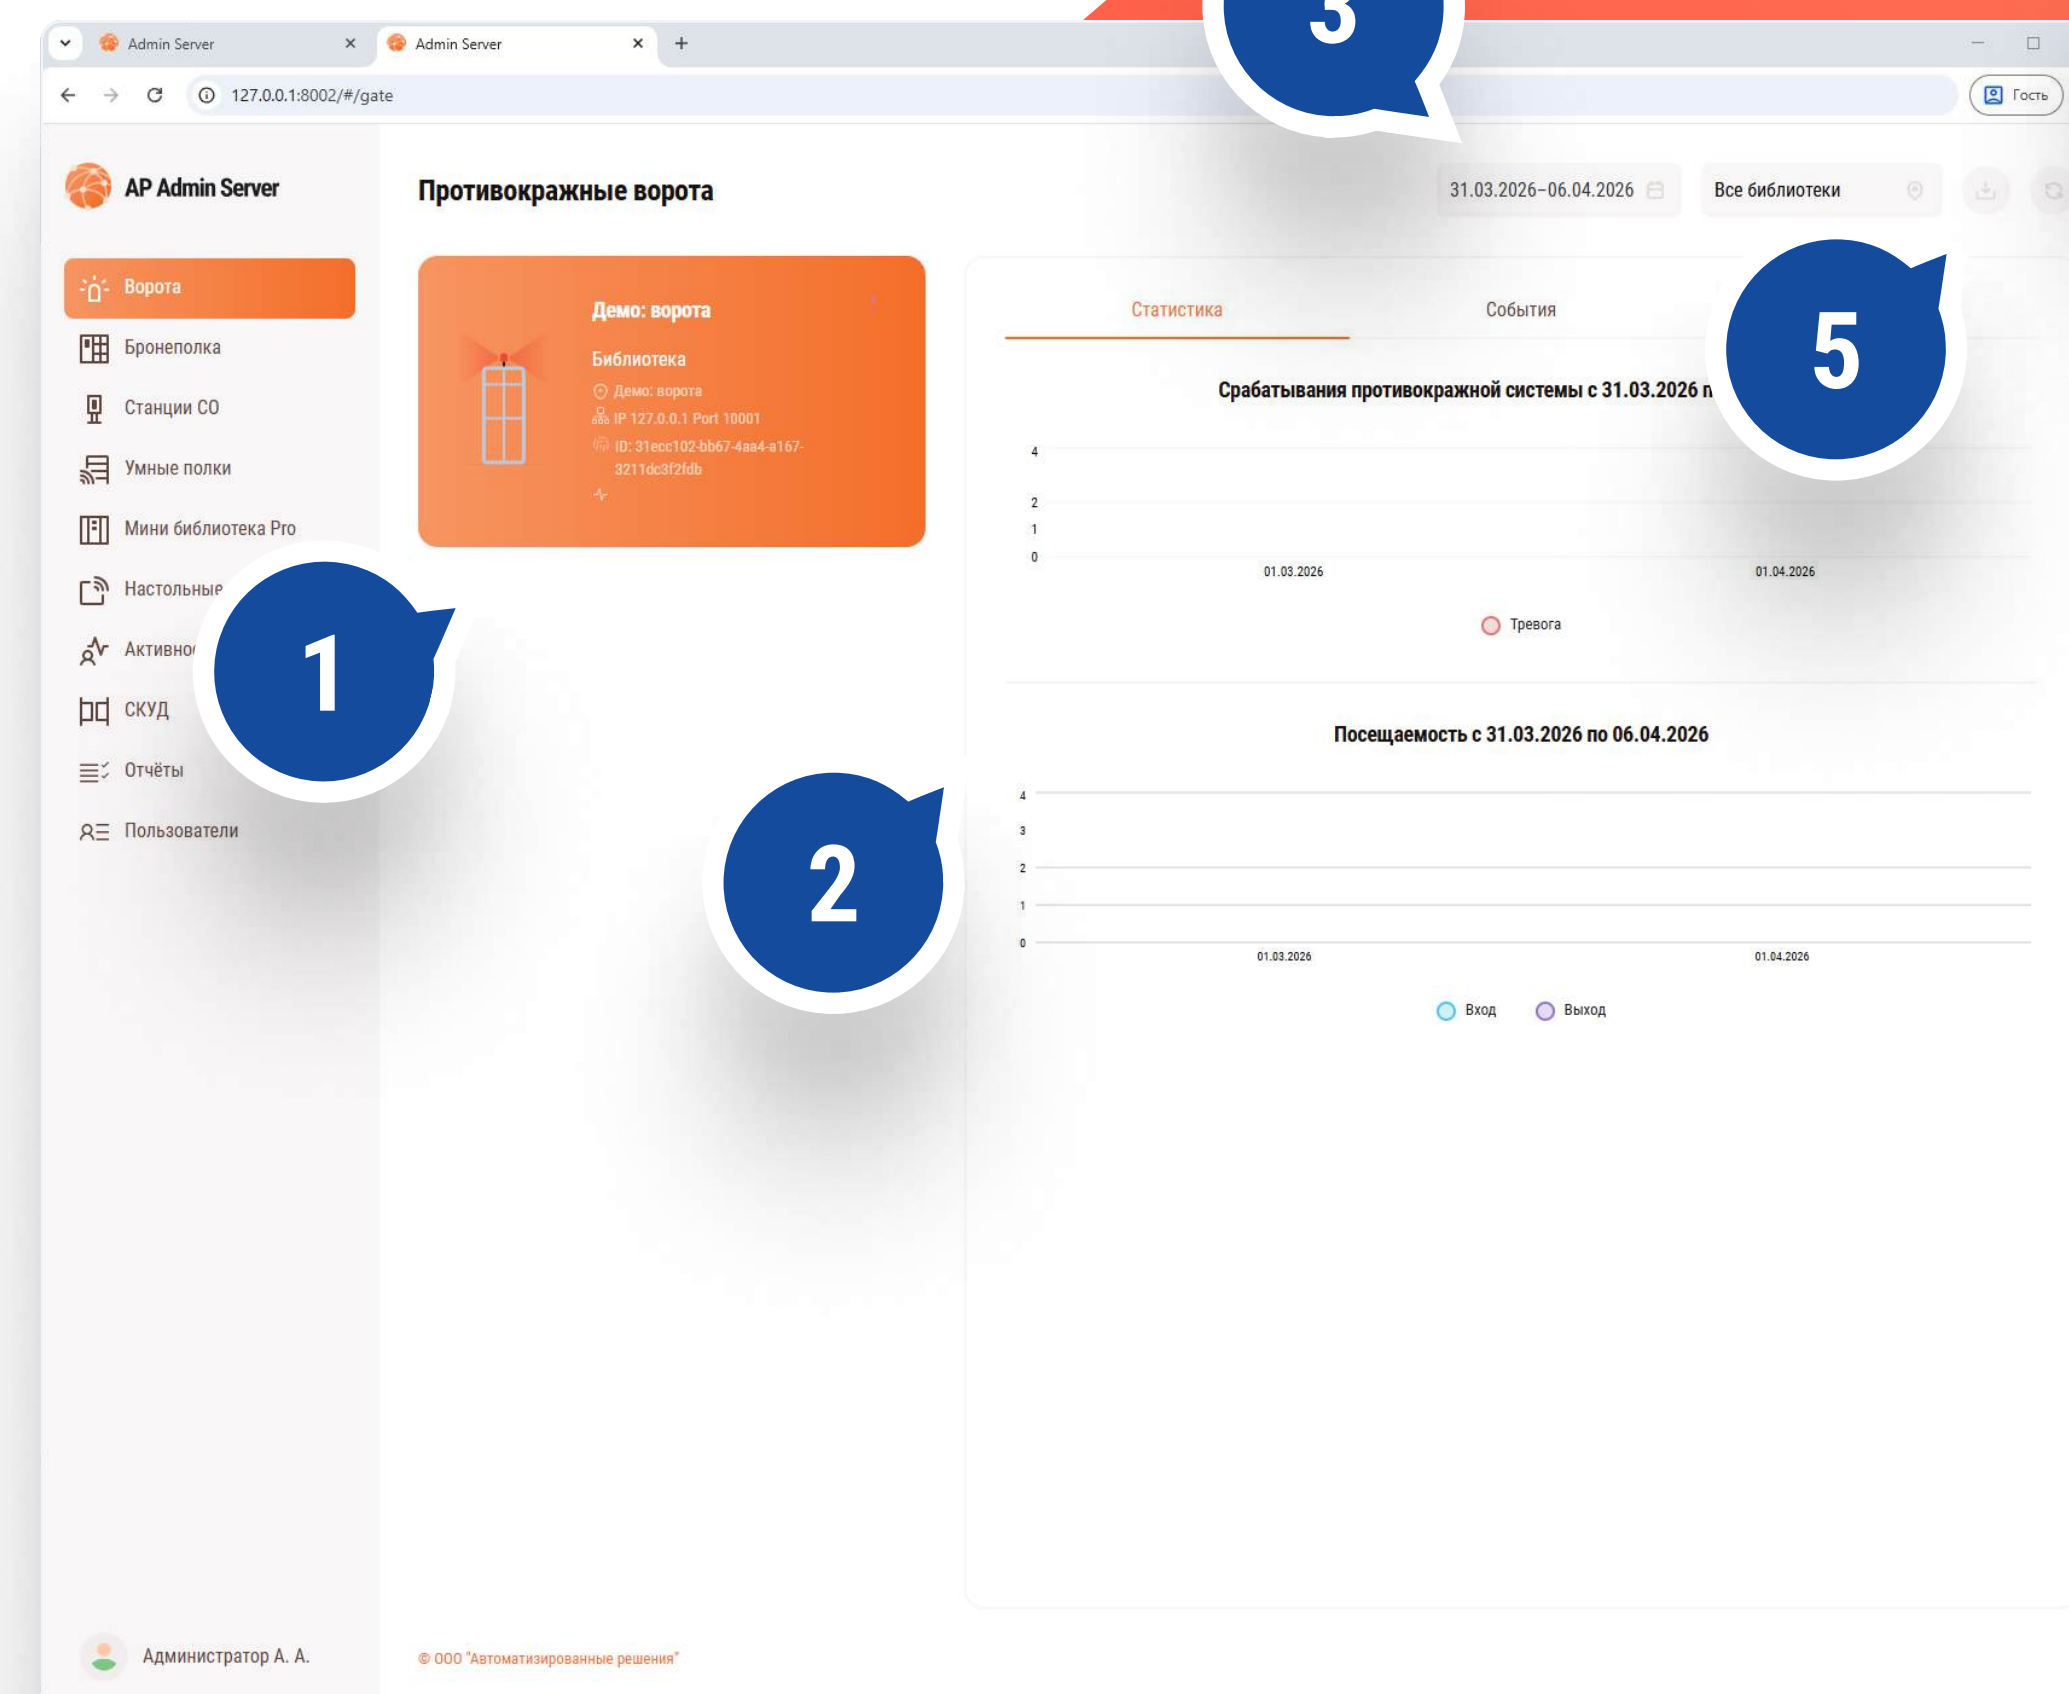 3
Admin Server
Admin Server
127.0.0.1:8002/#/gate
Гость
AP Admin Server
Противокражные ворота
31.03.2026–06.04.2026
Все библиотеки
Ворота
Бронеполка
Станции СО
Умные полки
Мини библиотека Pro
Настольные
СКУД
Отчёты
Пользователи
1
Демо: ворота
Библиотека
Демо: ворота
IP 127.0.0.1 Port 10001
ID: 31ecc102-bb67-4aa4-a167-
3211dc3f2fdb
2
Статистика
События
5
Срабатывания противокражной системы с 31.03.2026
4
2
1
0
01.03.2026
01.04.2026
Тревога
Посещаемость с 31.03.2026 по 06.04.2026
4
3
2
1
0
01.03.2026
01.04.2026
Вход
Выход
Администратор А. А.
© ООО "Автоматизированные решения"